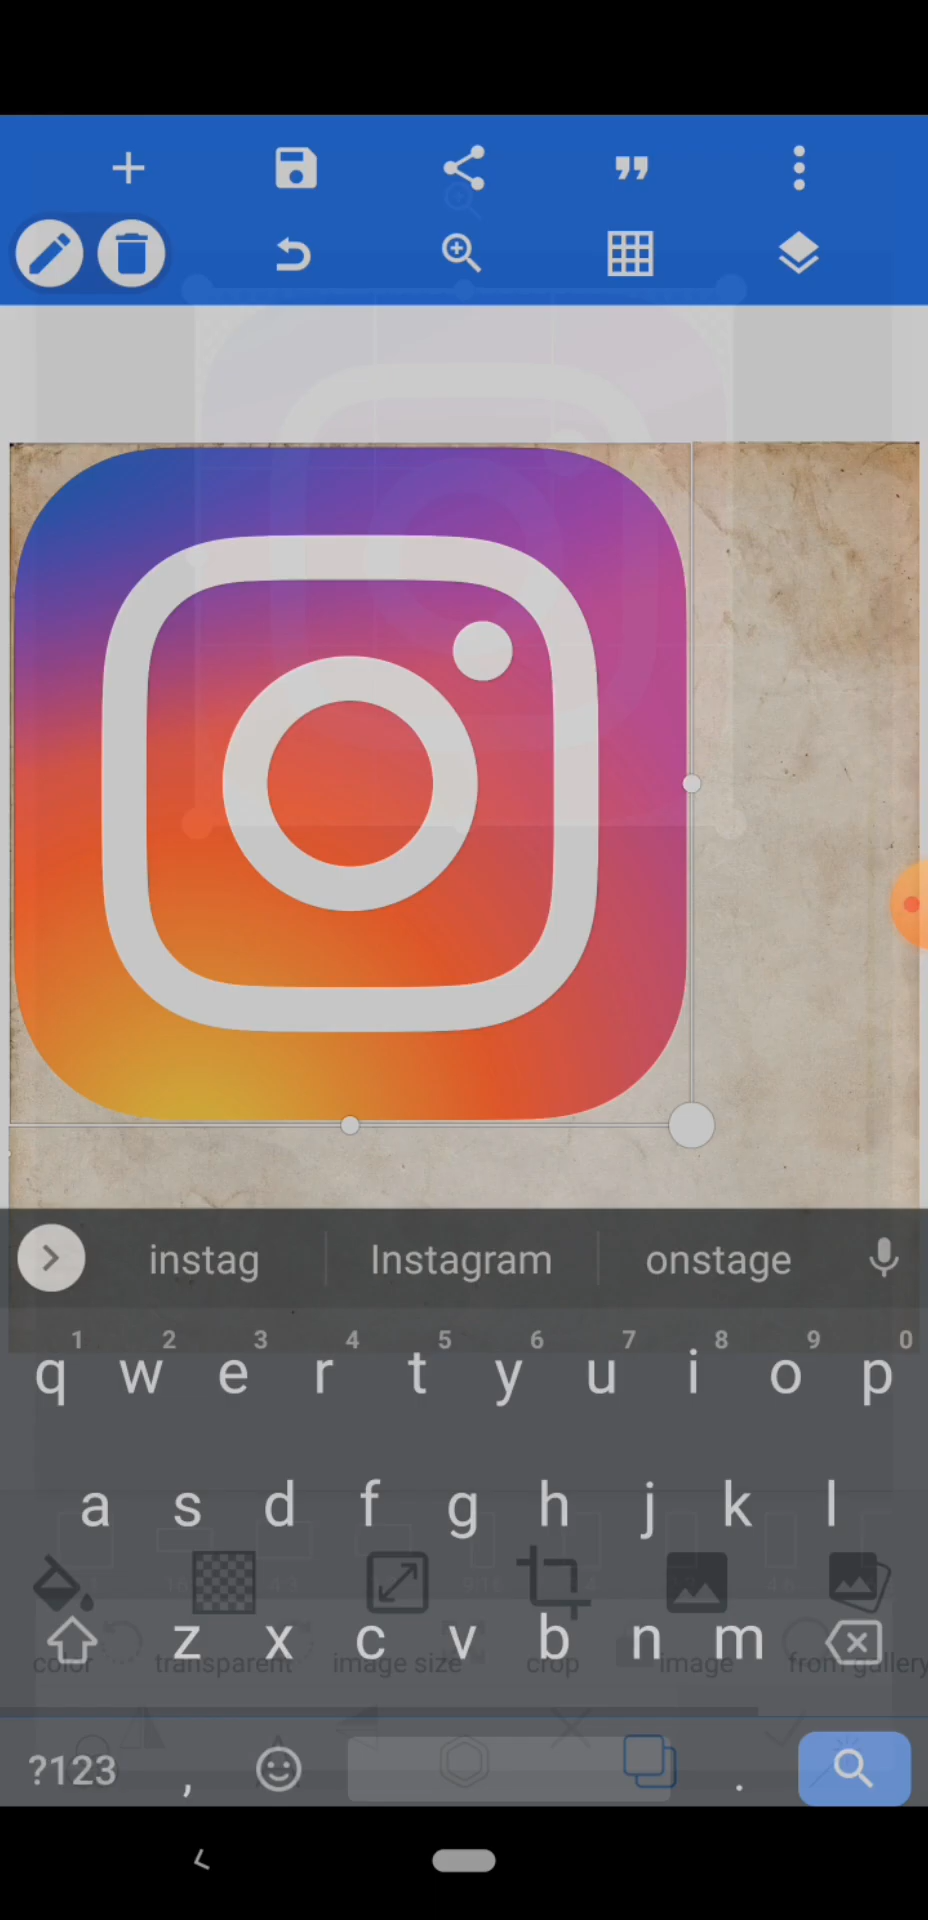 instag Instagram onstage
1 2 3 4 5 6 7 8 9 0
q w e r t y u i o p
a s d f g h j k l
z x c v b n m
color transparent image size crop image from gallery
?123 , .